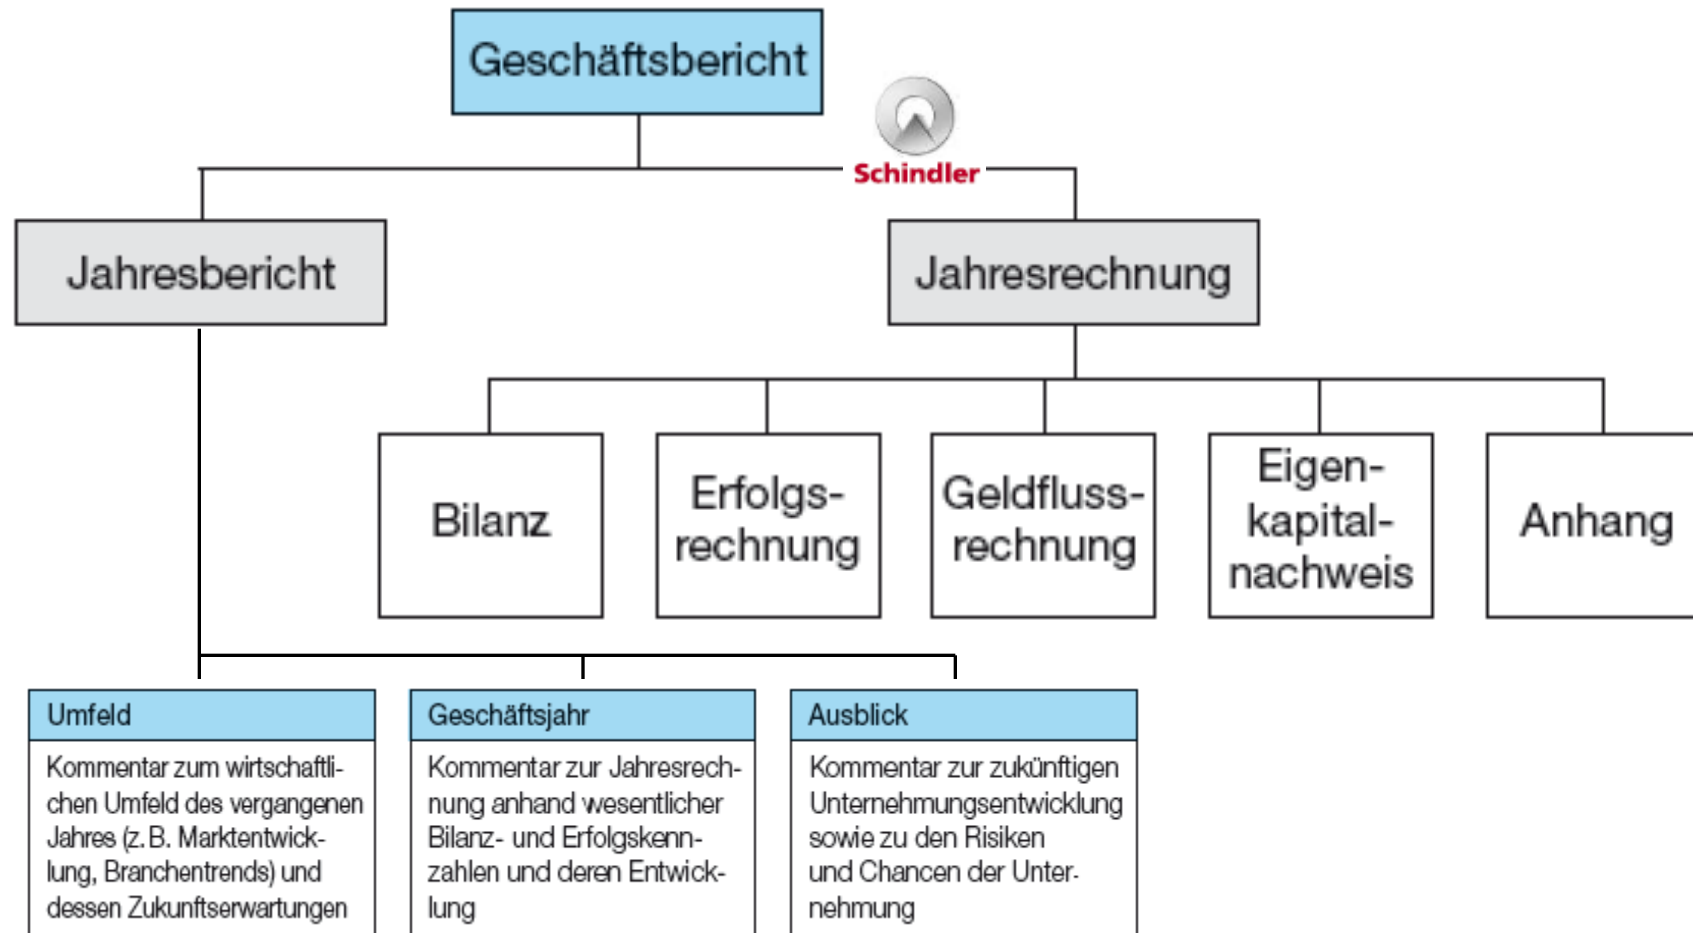 Geschäftsbericht
Schindler
Jahresbericht
Jahresrechnung
Bilanz
Erfolgs-
rechnung
Geldfluss-
rechnung
Eigen-
kapital-
nachweis
Anhang
Umfeld
Kommentar zum wirtschaftli-
chen Umfeld des vergangenen
Jahres (z.B. Marktentwick-
lung, Branchentrends) und
dessen Zukunftserwartungen
Geschäftsjahr
Kommentar zur Jahresrech-
nung anhand wesentlicher
Bilanz- und Erfolgskenn-
zahlen und deren Entwick-
lung
Ausblick
Kommentar zur zukünftigen
Unternehmungsentwicklung
sowie zu den Risiken
und Chancen der Unter-
nehmung